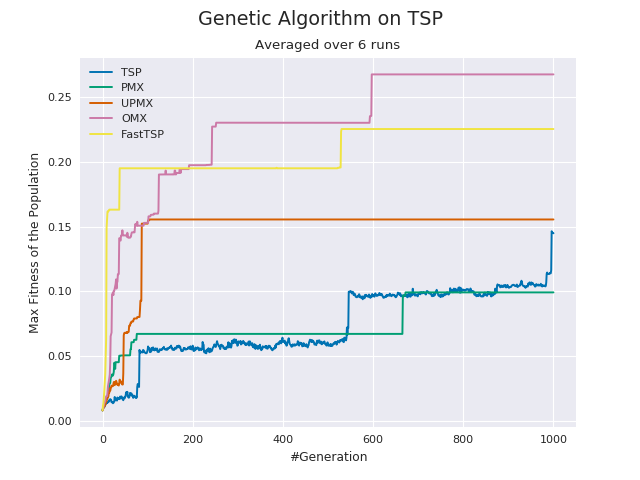 Genetic Algorithm on TSP
Averaged over 6 runs
TSP
PMX
UPMX
OMX
FastTSP
Max Fitness of the Population
0.25
0.20
0.15
0.10
0.05
0.00
0 200 400 600 800 1000
#Generation